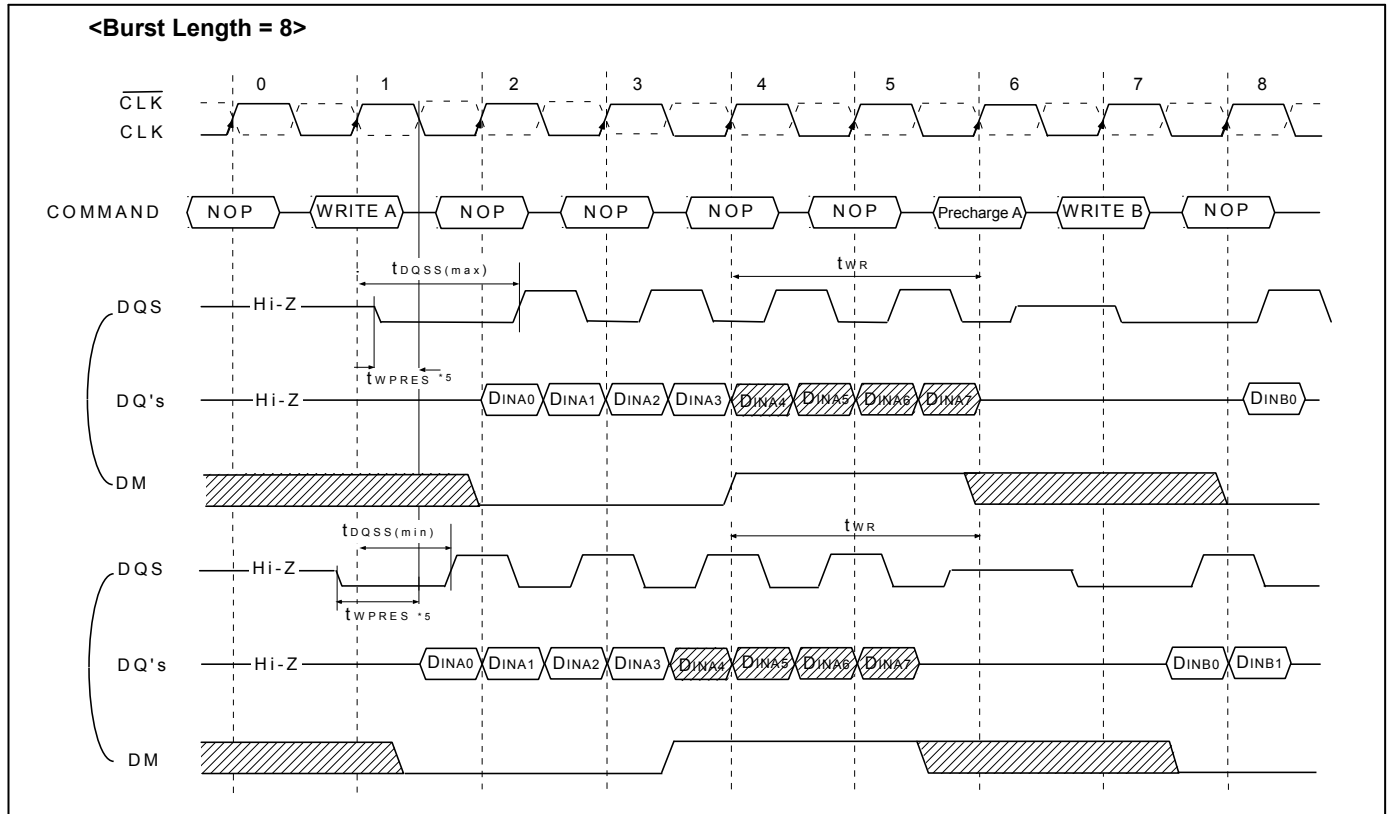 <Burst Length = 8>
0 1 2 3 4 5 6 7 8
CLK
CLK
COMMAND NOP WRITE A NOP NOP NOP NOP Precharge A WRITE B NOP
tDQSS(max) tWR
DQS Hi-Z
tWPRES *5
DQ's Hi-Z DINA0 DINA1 DINA2 DINA3 DINA4 DINA5 DINA6 DINA7 DINB0
DM
tDQSS(min) tWR
DQS Hi-Z
tWPRES *5
DQ's Hi-Z DINA0 DINA1 DINA2 DINA3 DINA4 DINA5 DINA6 DINA7 DINB0 DINB1
DM